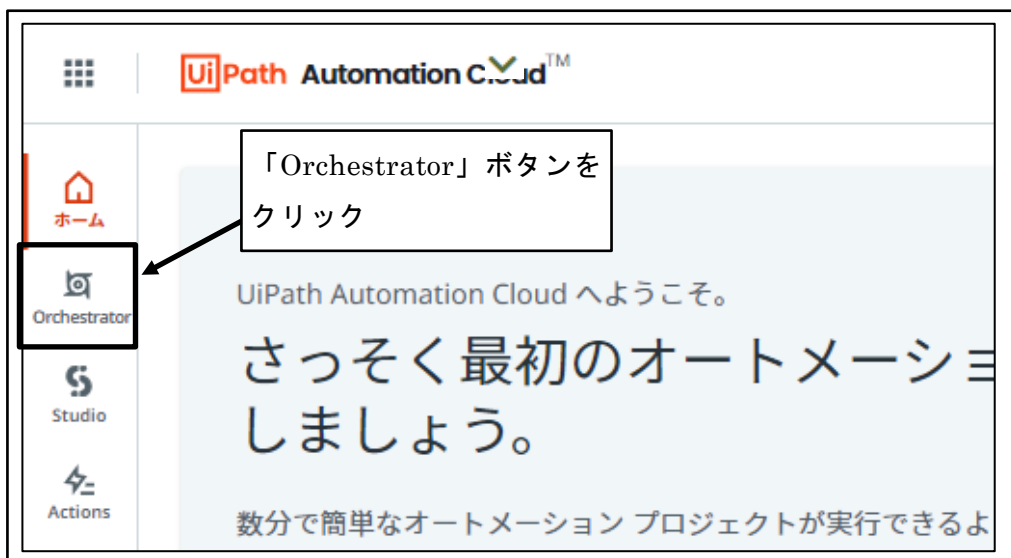 UiPath Automation Cloud™
「Orchestrator」ボタンを
クリック
ホーム
Orchestrator
Studio
Actions
UiPath Automation Cloud へようこそ。
さっそく最初のオートメーショ
しましょう。
数分で簡単なオートメーション プロジェクトが実行できるよ